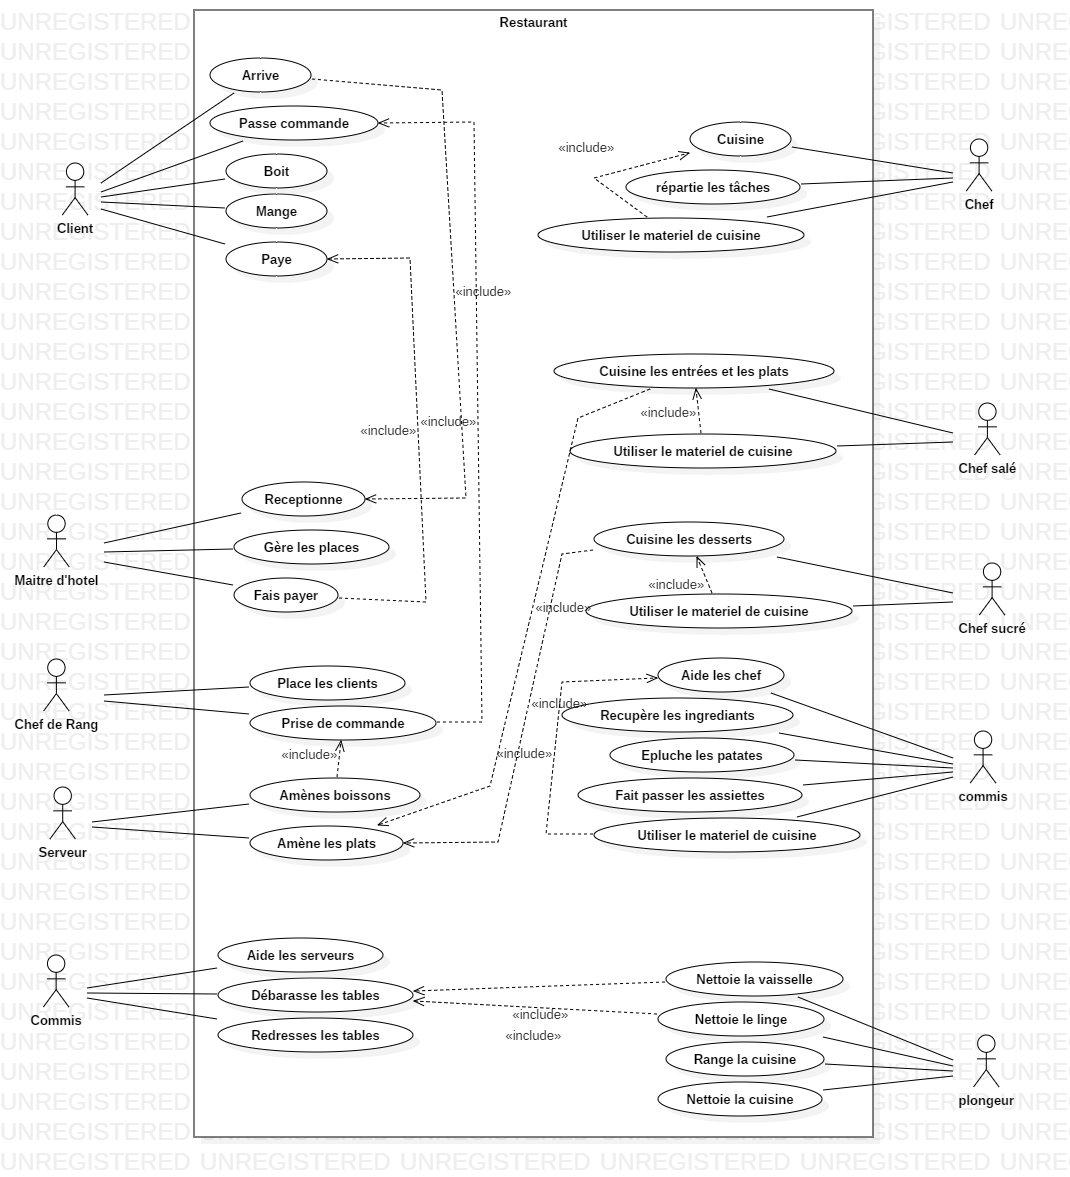 Restaurant
Arrive
Passe commande
Boit
Mange
Paye
Client
Cuisine
répartie les tâches
Utiliser le materiel de cuisine
Chef
«include»
«include»
«include»
«include»
Cuisine les entrées et les plats
«include»
Utiliser le materiel de cuisine
Chef salé
Receptionne
Gère les places
Fais payer
Maitre d'hotel
Cuisine les desserts
«include»
Utiliser le materiel de cuisine
Chef sucré
«include»
Place les clients
Prise de commande
Chef de Rang
«include»
Amènes boissons
Amène les plats
Serveur
Aide les chef
«include»
Recupère les ingrediants
Epluche les patates
Fait passer les assiettes
Utiliser le materiel de cuisine
commis
«include»
Aide les serveurs
Débarasse les tables
Redresses les tables
Commis
Nettoie la vaisselle
Nettoie le linge
Range la cuisine
Nettoie la cuisine
plongeur
«include»
«include»
UNREGISTERED